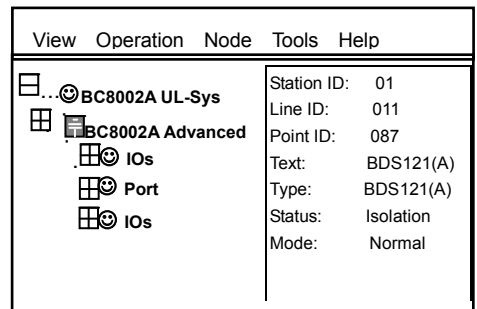 View Operation Node Tools Help
BC8002A UL-Sys
BC8002A Advanced
IOs
Port
IOs
Station ID: 01
Line ID: 011
Point ID: 087
Text: BDS121(A)
Type: BDS121(A)
Status: Isolation
Mode: Normal